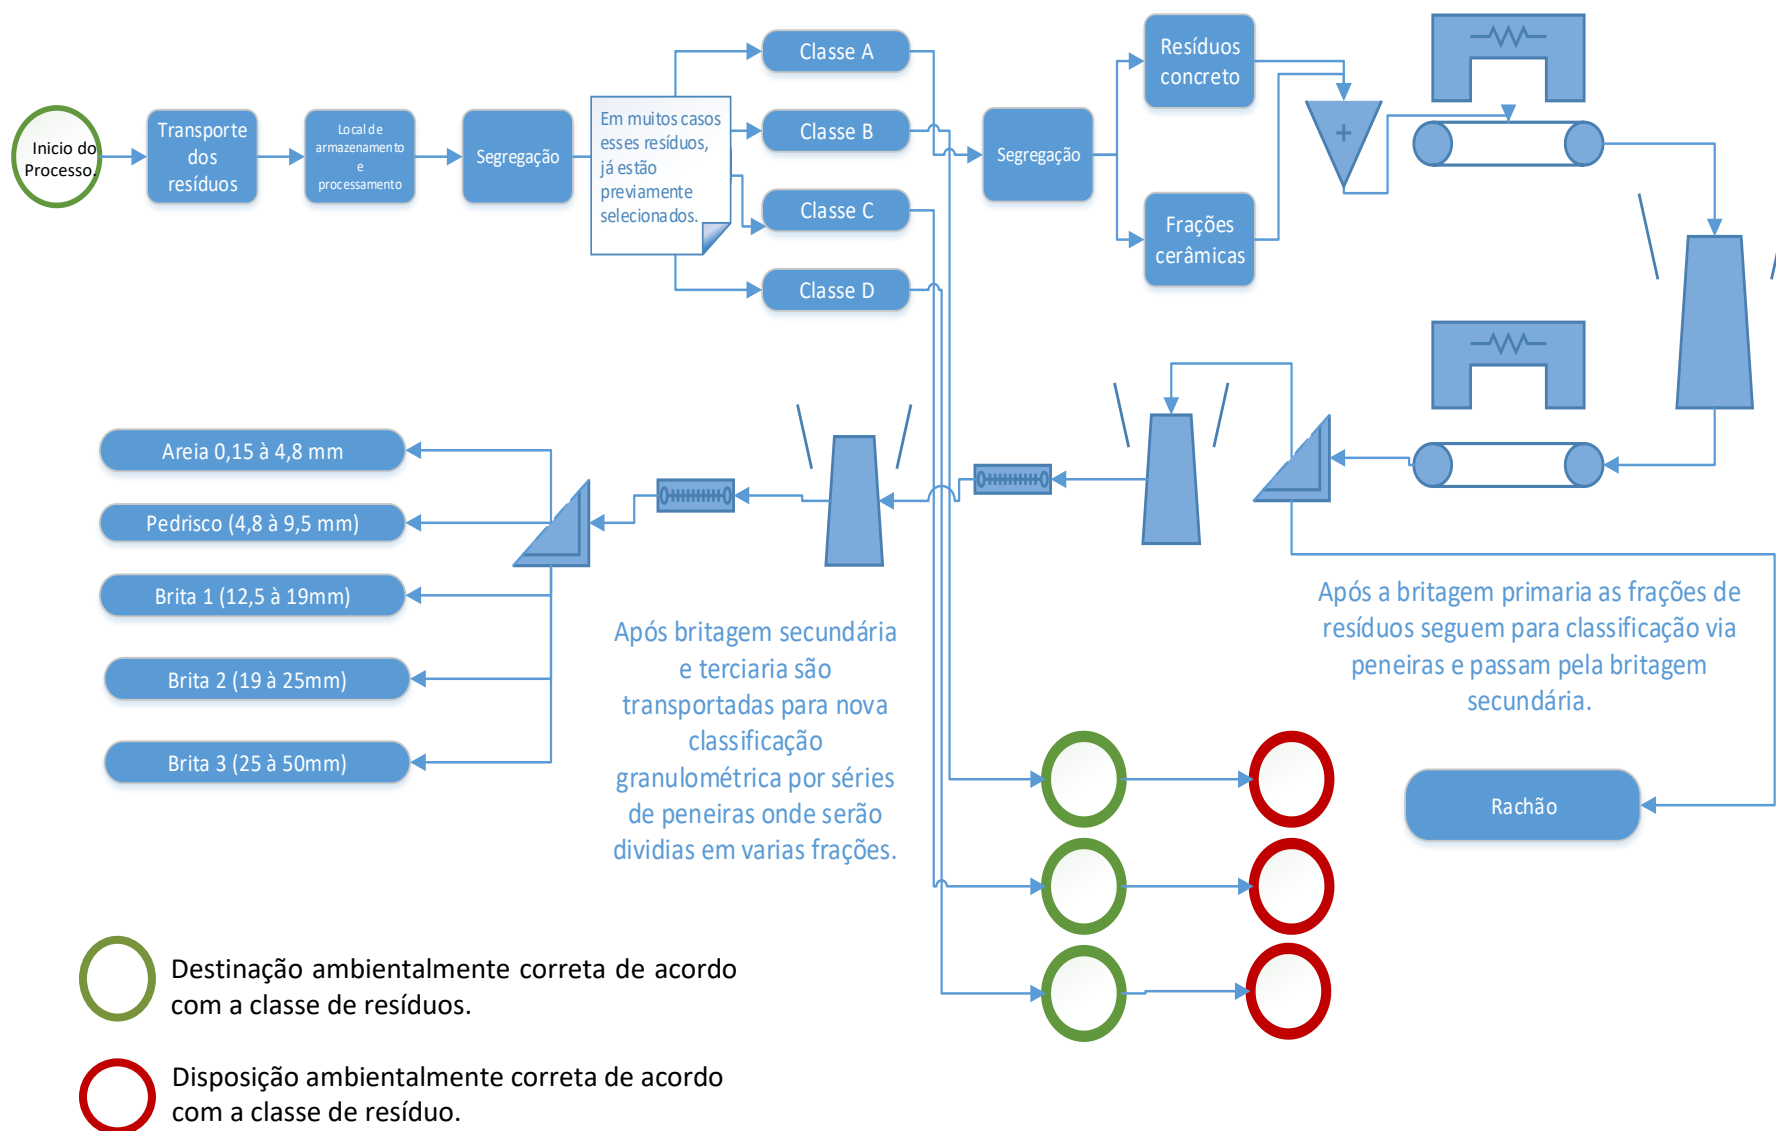 Inicio do
Processo.
Transporte
dos
resíduos
Local de
armazenamento
e
processamento
Segregação
Em muitos casos
esses resíduos,
já estão
previamente
selecionados.
Classe A
Classe B
Classe C
Classe D
Segregação
Resíduos
concreto
Frações
cerâmicas
+
Areia 0,15 à 4,8 mm
Pedrisco (4,8 à 9,5 mm)
Brita 1 (12,5 à 19mm)
Brita 2 (19 à 25mm)
Brita 3 (25 à 50mm)
Após britagem secundária
e terciaria são
transportadas para nova
classificação
granulométrica por séries
de peneiras onde serão
dividias em varias frações.
Após a britagem primaria as frações de
resíduos seguem para classificação via
peneiras e passam pela britagem
secundária.
Rachão
Destinação ambientalmente correta de acordo
com a classe de resíduos.
Disposição ambientalmente correta de acordo
com a classe de resíduo.